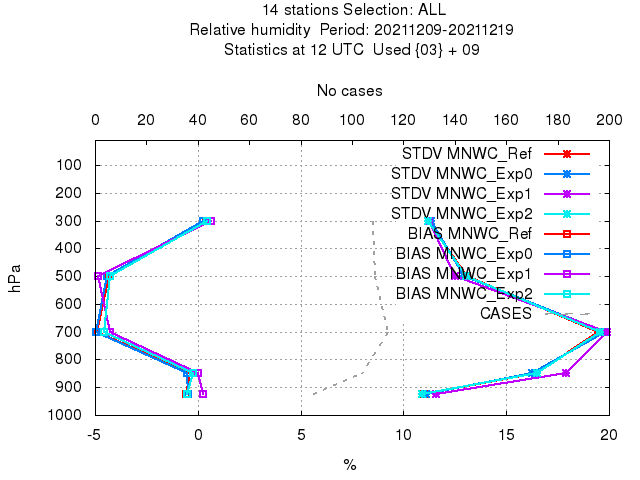 14 stations Selection: ALL
Relative humidity  Period: 20211209-20211219
Statistics at 12 UTC  Used {03} + 09
No cases
0 20 40 60 80 100 120 140 160 180 200
STDV MNWC_Ref
STDV MNWC_Exp0
STDV MNWC_Exp1
STDV MNWC_Exp2
BIAS MNWC_Ref
BIAS MNWC_Exp0
BIAS MNWC_Exp1
BIAS MNWC_Exp2
CASES
hPa
100
200
300
400
500
600
700
800
900
1000
-5 0 5 10 15 20
%